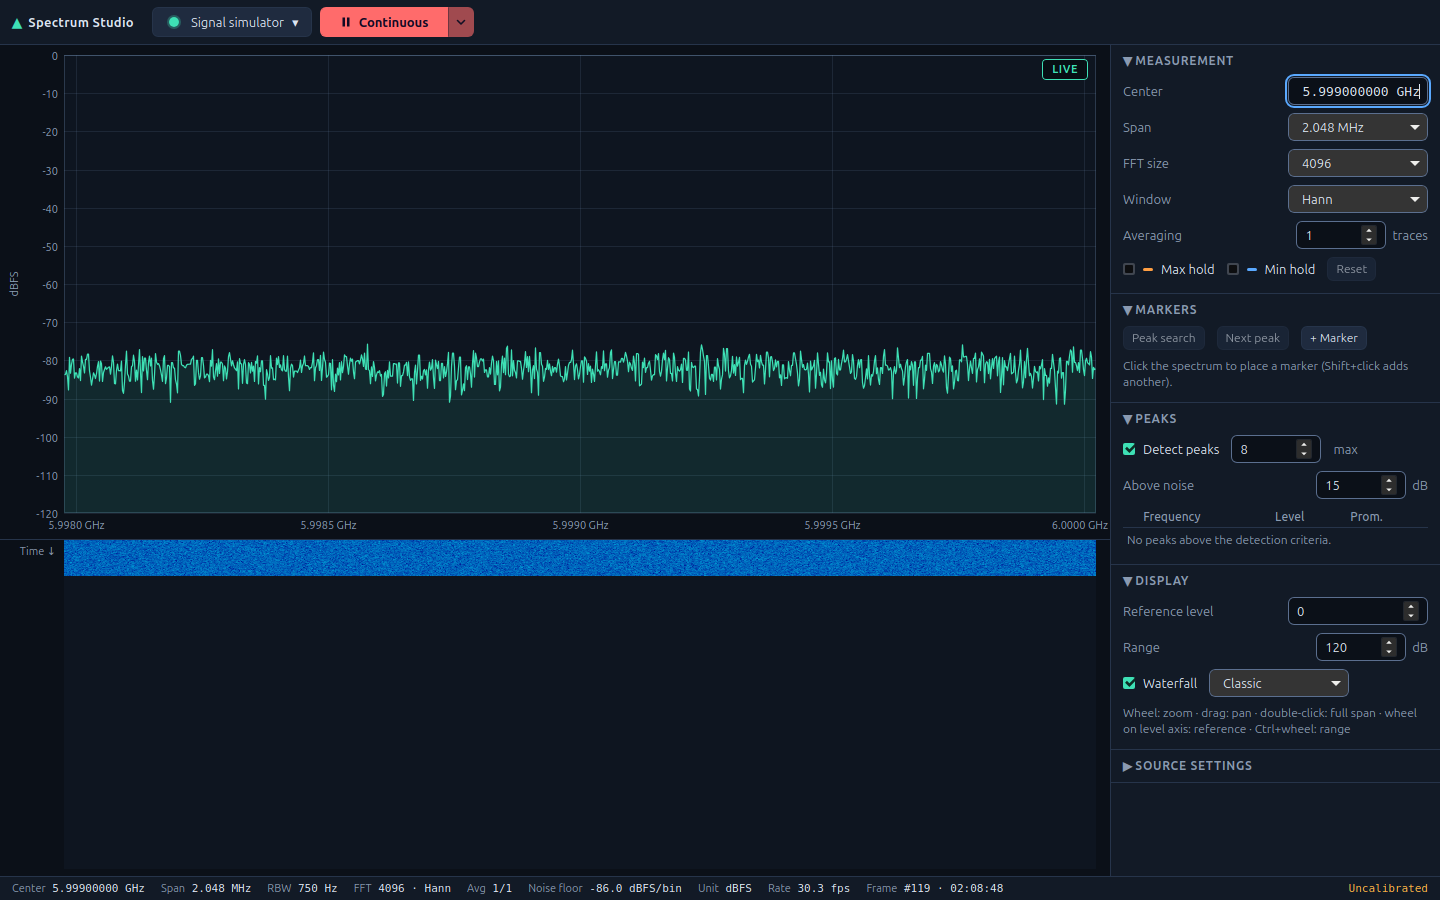 Spectrum Studio
Signal simulator ▾
Continuous
0
-10
-20
-30
-40
-50
-60
-70
-80
-90
-100
-110
-120
dBFS
LIVE
5.9980 GHz 5.9985 GHz 5.9990 GHz 5.9995 GHz 6.0000 GHz
Time ↓
▼ MEASUREMENT
Center 5.999000000 GHz
Span 2.048 MHz
FFT size 4096
Window Hann
Averaging 1 traces
Max hold Min hold Reset
▼ MARKERS
Peak search Next peak + Marker
Click the spectrum to place a marker (Shift+click adds
another).
▼ PEAKS
Detect peaks 8 max
Above noise 15 dB
Frequency Level Prom.
No peaks above the detection criteria.
▼ DISPLAY
Reference level 0
Range 120 dB
Waterfall Classic
Wheel: zoom · drag: pan · double-click: full span · wheel
on level axis: reference · Ctrl+wheel: range
▶ SOURCE SETTINGS
Center 5.99900000 GHz Span 2.048 MHz RBW 750 Hz FFT 4096 · Hann Avg 1/1 Noise floor -86.0 dBFS/bin Unit dBFS Rate 30.3 fps Frame #119 · 02:08:48 Uncalibrated